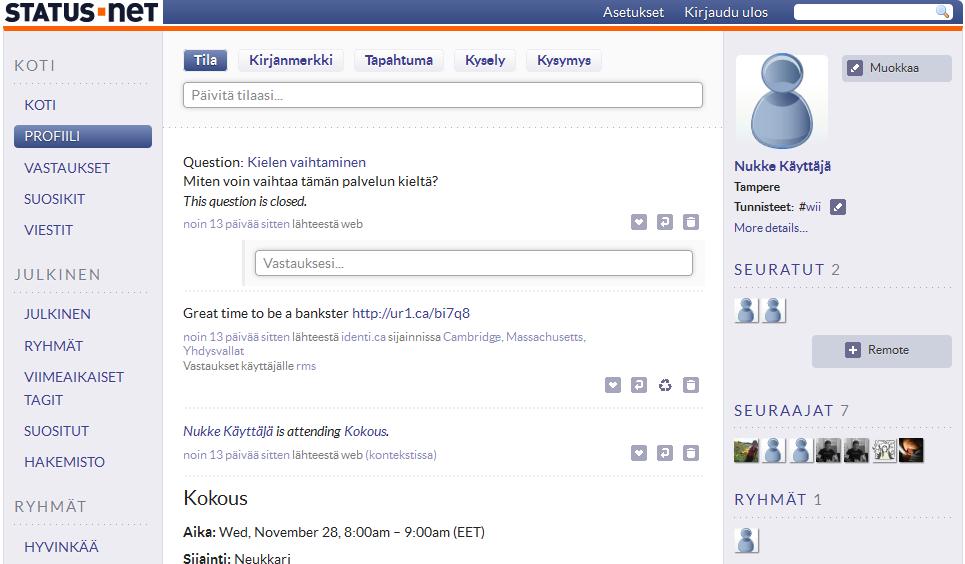 STATUS·net
Asetukset Kirjaudu ulos
KOTI
KOTI
PROFIILI
VASTAUKSET
SUOSIKIT
VIESTIT
JULKINEN
JULKINEN
RYHMÄT
VIIMEAIKAISET
TAGIT
SUOSITUT
HAKEMISTO
RYHMÄT
HYVINKÄÄ
Tila Kirjanmerkki Tapahtuma Kysely Kysymys
Päivitä tilaasi...
Question: Kielen vaihtaminen
Miten voin vaihtaa tämän palvelun kieltä?
This question is closed.
noin 13 päivää sitten lähteestä web
Vastauksesi...
Great time to be a bankster http://ur1.ca/bi7q8
noin 13 päivää sitten lähteestä identi.ca sijainnissa Cambridge, Massachusetts,
Yhdysvallat
Vastaukset käyttäjälle rms
Nukke Käyttäjä is attending Kokous.
noin 13 päivää sitten lähteestä web (kontekstissa)
Kokous
Aika: Wed, November 28, 8:00am – 9:00am (EET)
Sijainti: Neukkari
Muokkaa
Nukke Käyttäjä
Tampere
Tunnisteet: #wii
More details...
SEURATUT 2
Remote
SEURAAJAT 7
RYHMÄT 1